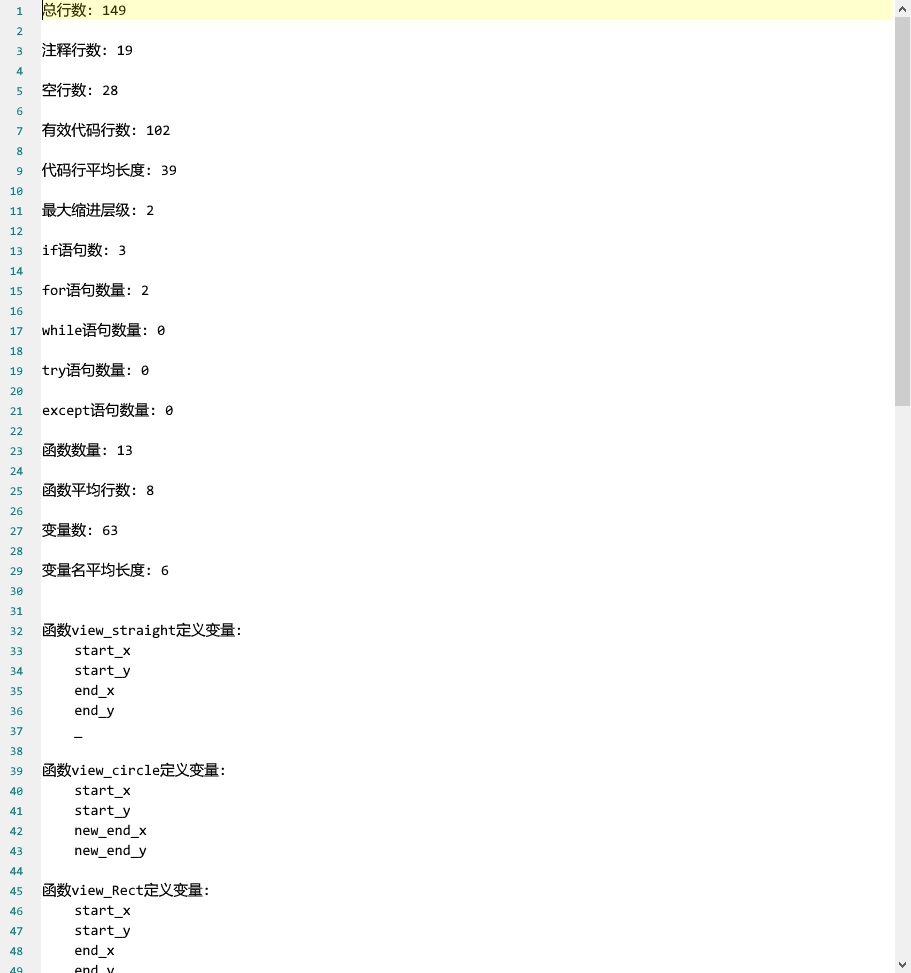 1 总行数: 149
2
3 注释行数: 19
4
5 空行数: 28
6
7 有效代码行数: 102
8
9 代码行平均长度: 39
10
11 最大缩进层级: 2
12
13 if语句数: 3
14
15 for语句数量: 2
16
17 while语句数量: 0
18
19 try语句数量: 0
20
21 except语句数量: 0
22
23 函数数量: 13
24
25 函数平均行数: 8
26
27 变量数: 63
28
29 变量名平均长度: 6
30
31
32 函数view_straight定义变量:
33 start_x
34 start_y
35 end_x
36 end_y
37 _
38
39 函数view_circle定义变量:
40 start_x
41 start_y
42 new_end_x
43 new_end_y
44
45 函数view_Rect定义变量:
46 start_x
47 start_y
48 end_x
49 end_y